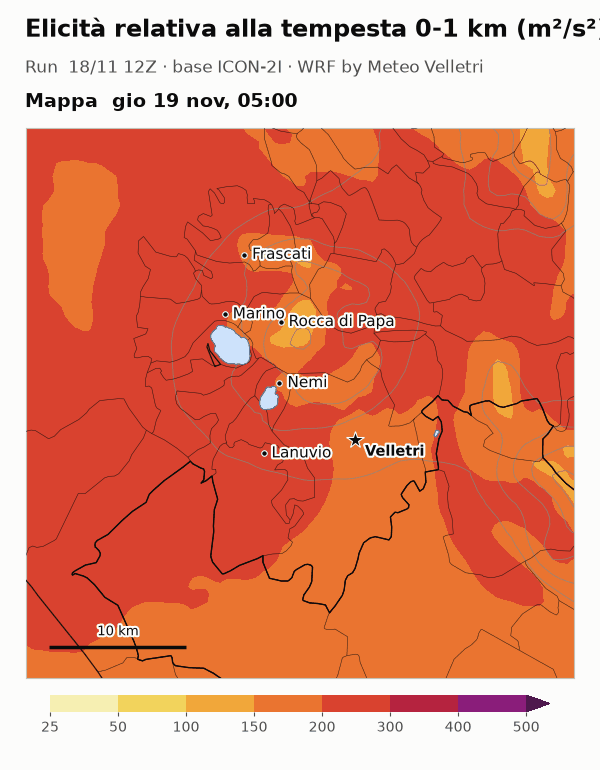 Elicità relativa alla tempesta 0-1 km (m²/s²)
Run 18/11 12Z · base ICON-2I · WRF by Meteo Velletri
Mappa gio 19 nov, 05:00
Frascati
Marino
Rocca di Papa
Nemi
Velletri
Lanuvio
10 km
25 50 100 150 200 300 400 500